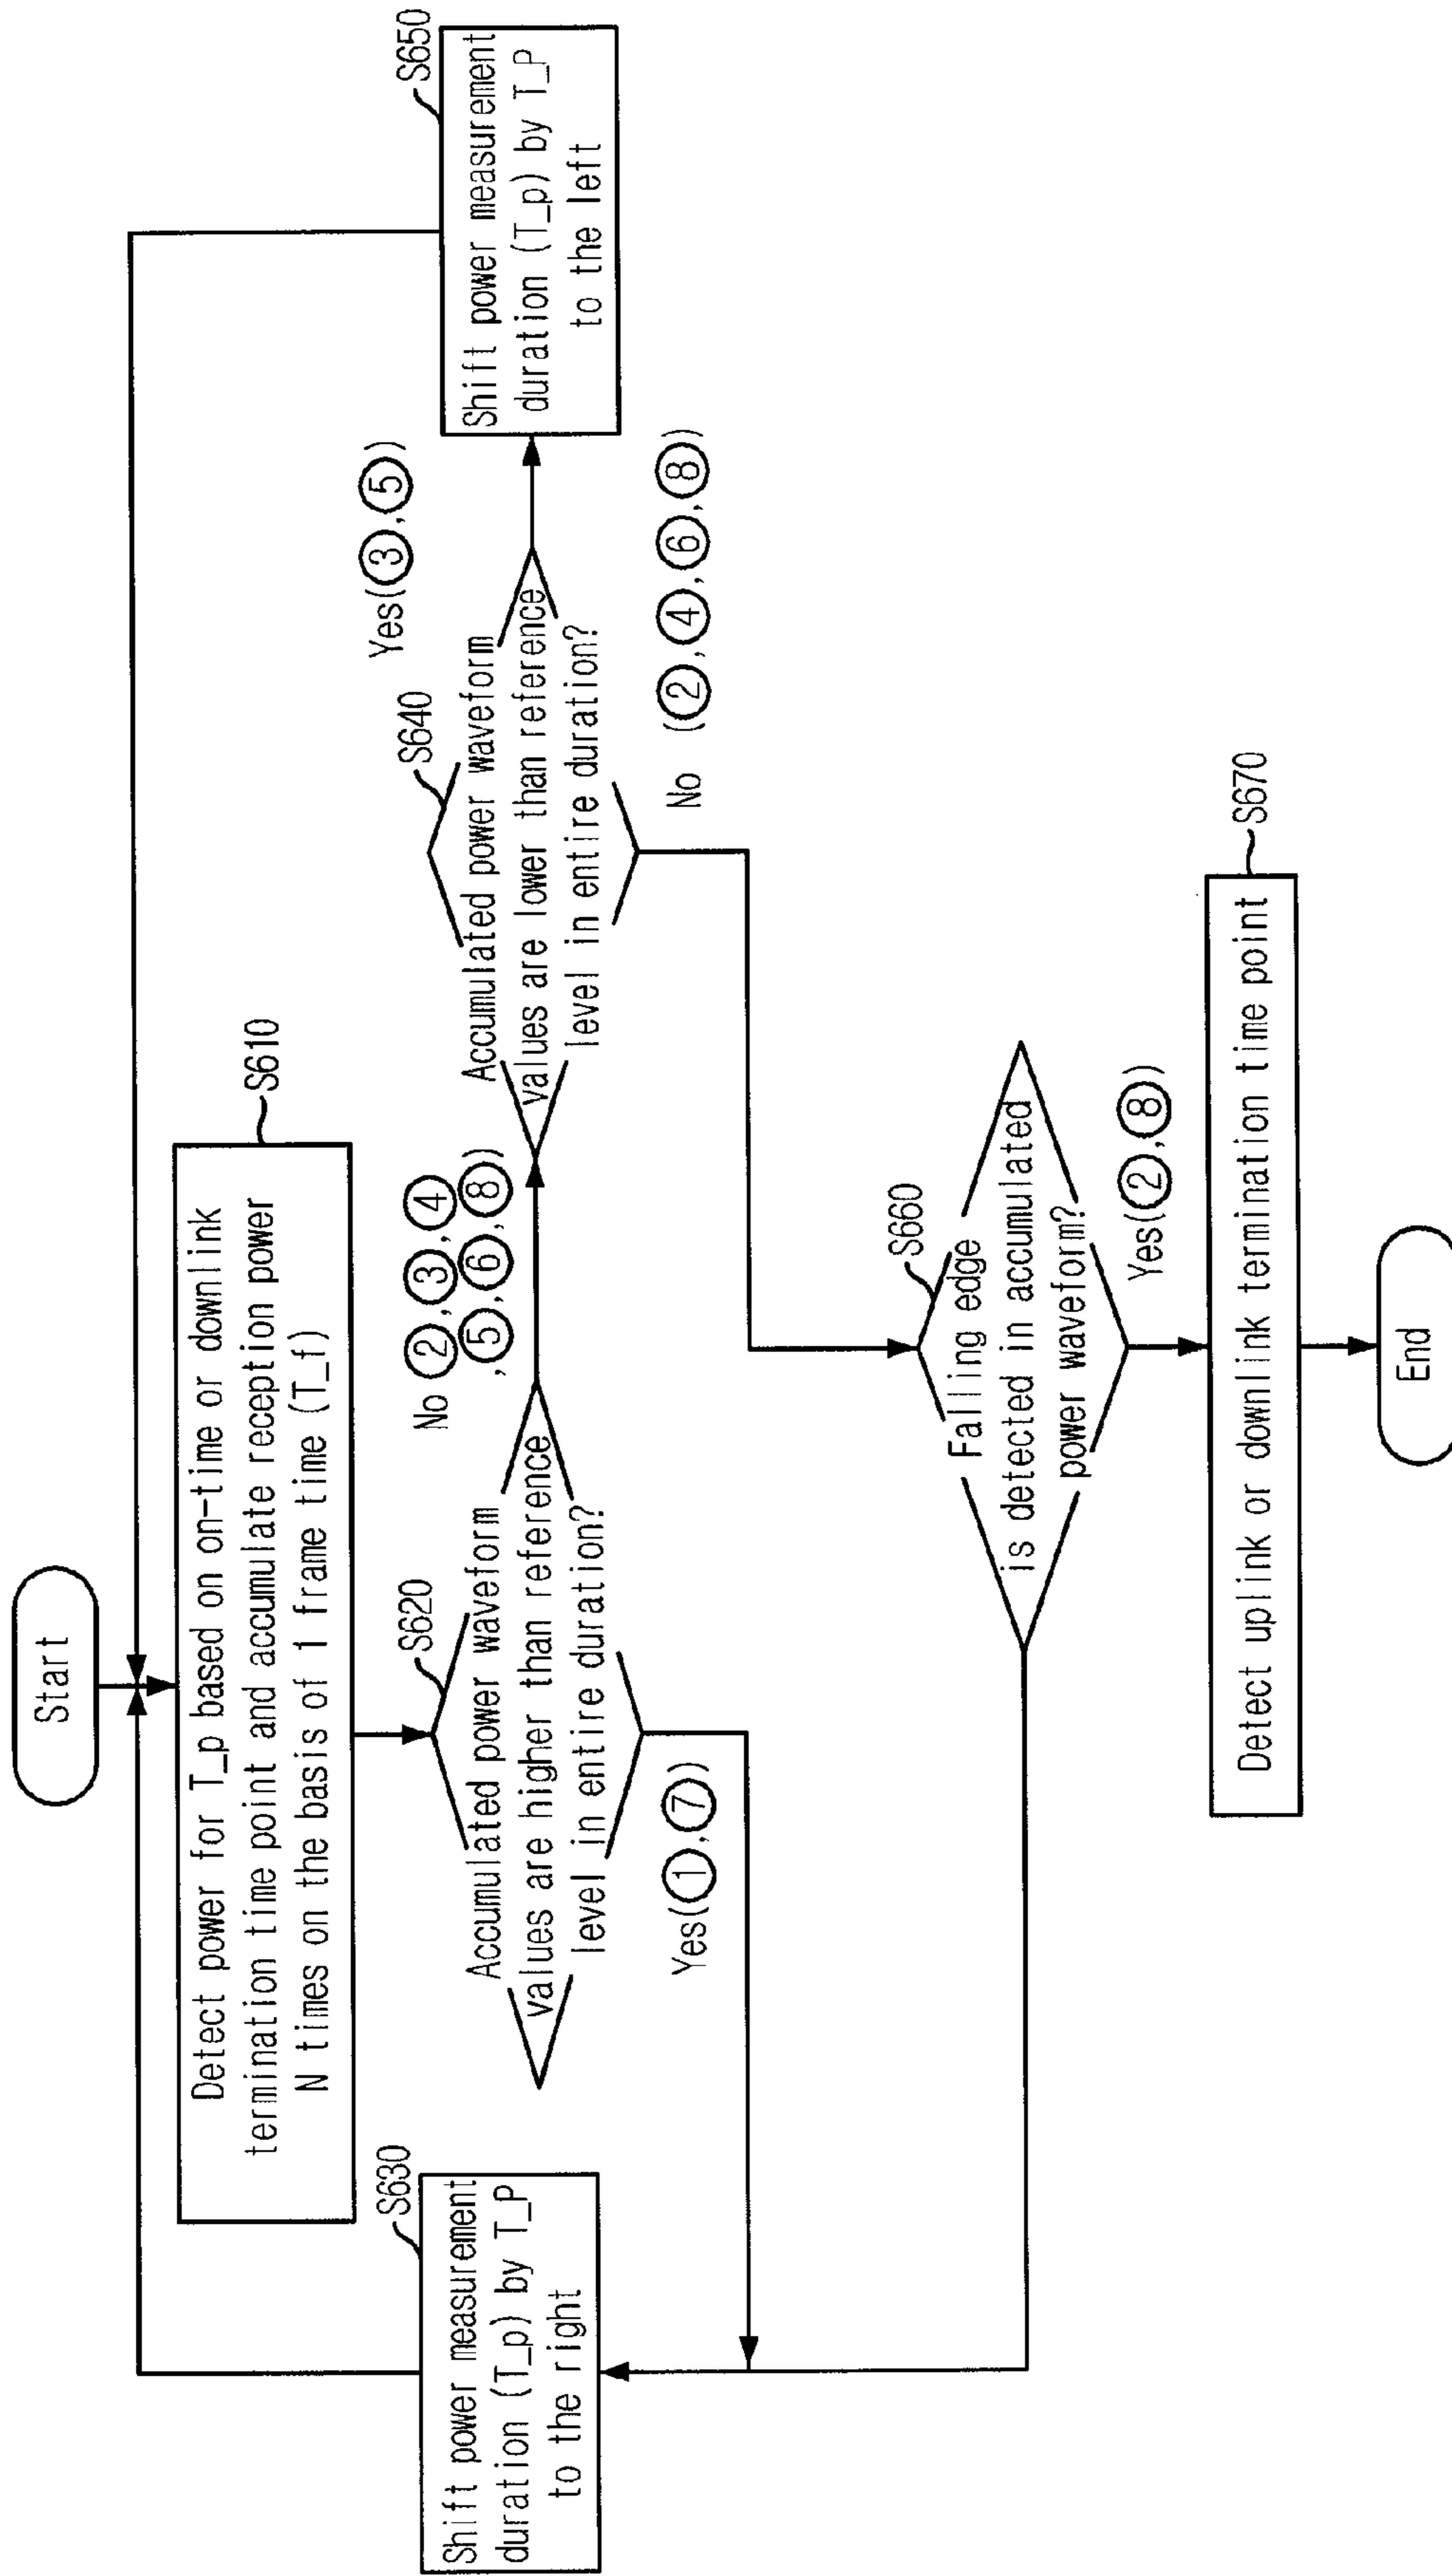 Start
S610
Detect power for T_p based on on-time or downlink
termination time point and accumulate reception power
N times on the basis of 1 frame time (T_f)
S620
Accumulated power waveform
values are higher than reference
level in entire duration?
Yes(①,⑦)
No ②,③,④
,⑤,⑥,⑧)
S630
Shift power measurement
duration (T_p) by T_P
to the right
S640
Accumulated power waveform
values are lower than reference
level in entire duration?
Yes(③,⑤)
No (②,④,⑥,⑧)
S650
Shift power measurement
duration (T_p) by T_P
to the left
S660
Falling edge
is detected in accumulated
power waveform?
Yes(②,⑧)
S670
Detect uplink or downlink termination time point
End